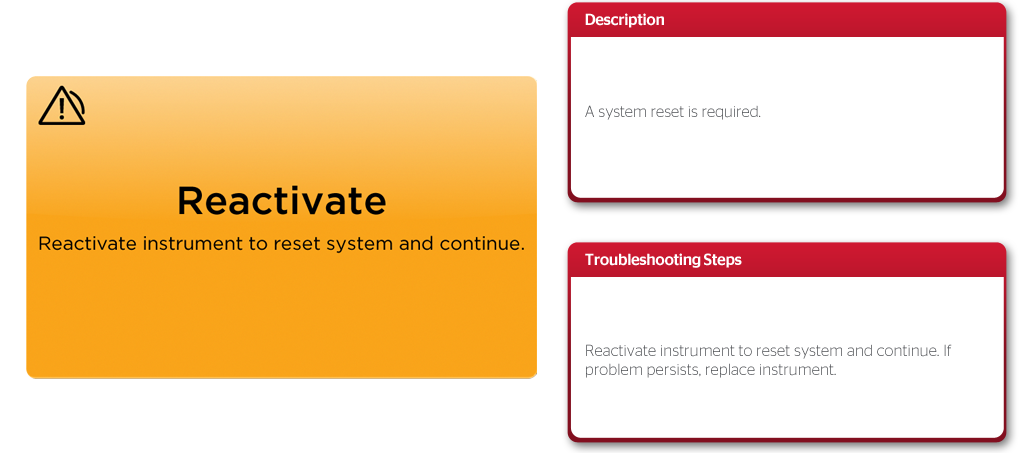 Reactivate
Reactivate instrument to reset system and continue.
Description
A system reset is required.
Troubleshooting Steps
Reactivate instrument to reset system and continue. If
problem persists, replace instrument.